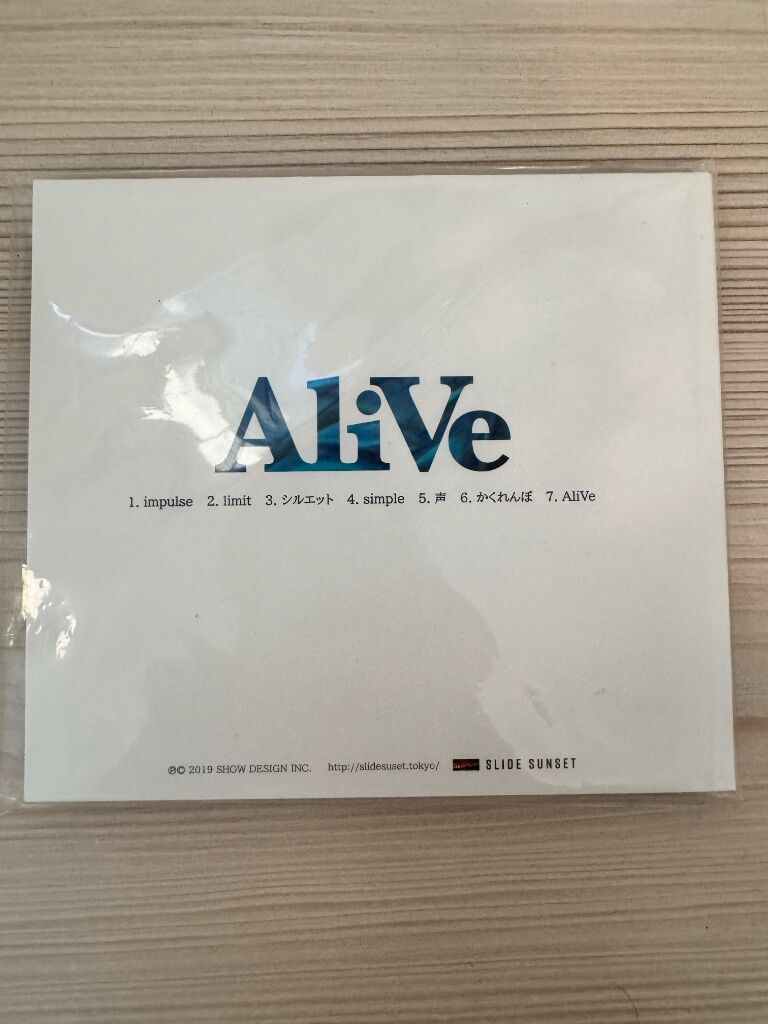 AliVe
1. impulse 2. limit 3. シルエット 4. simple 5. 声 6. かくれんぼ 7. AliVe
℗© 2019 SHOW DESIGN INC. http://slidesuset.tokyo/ SLIDE SUNSET